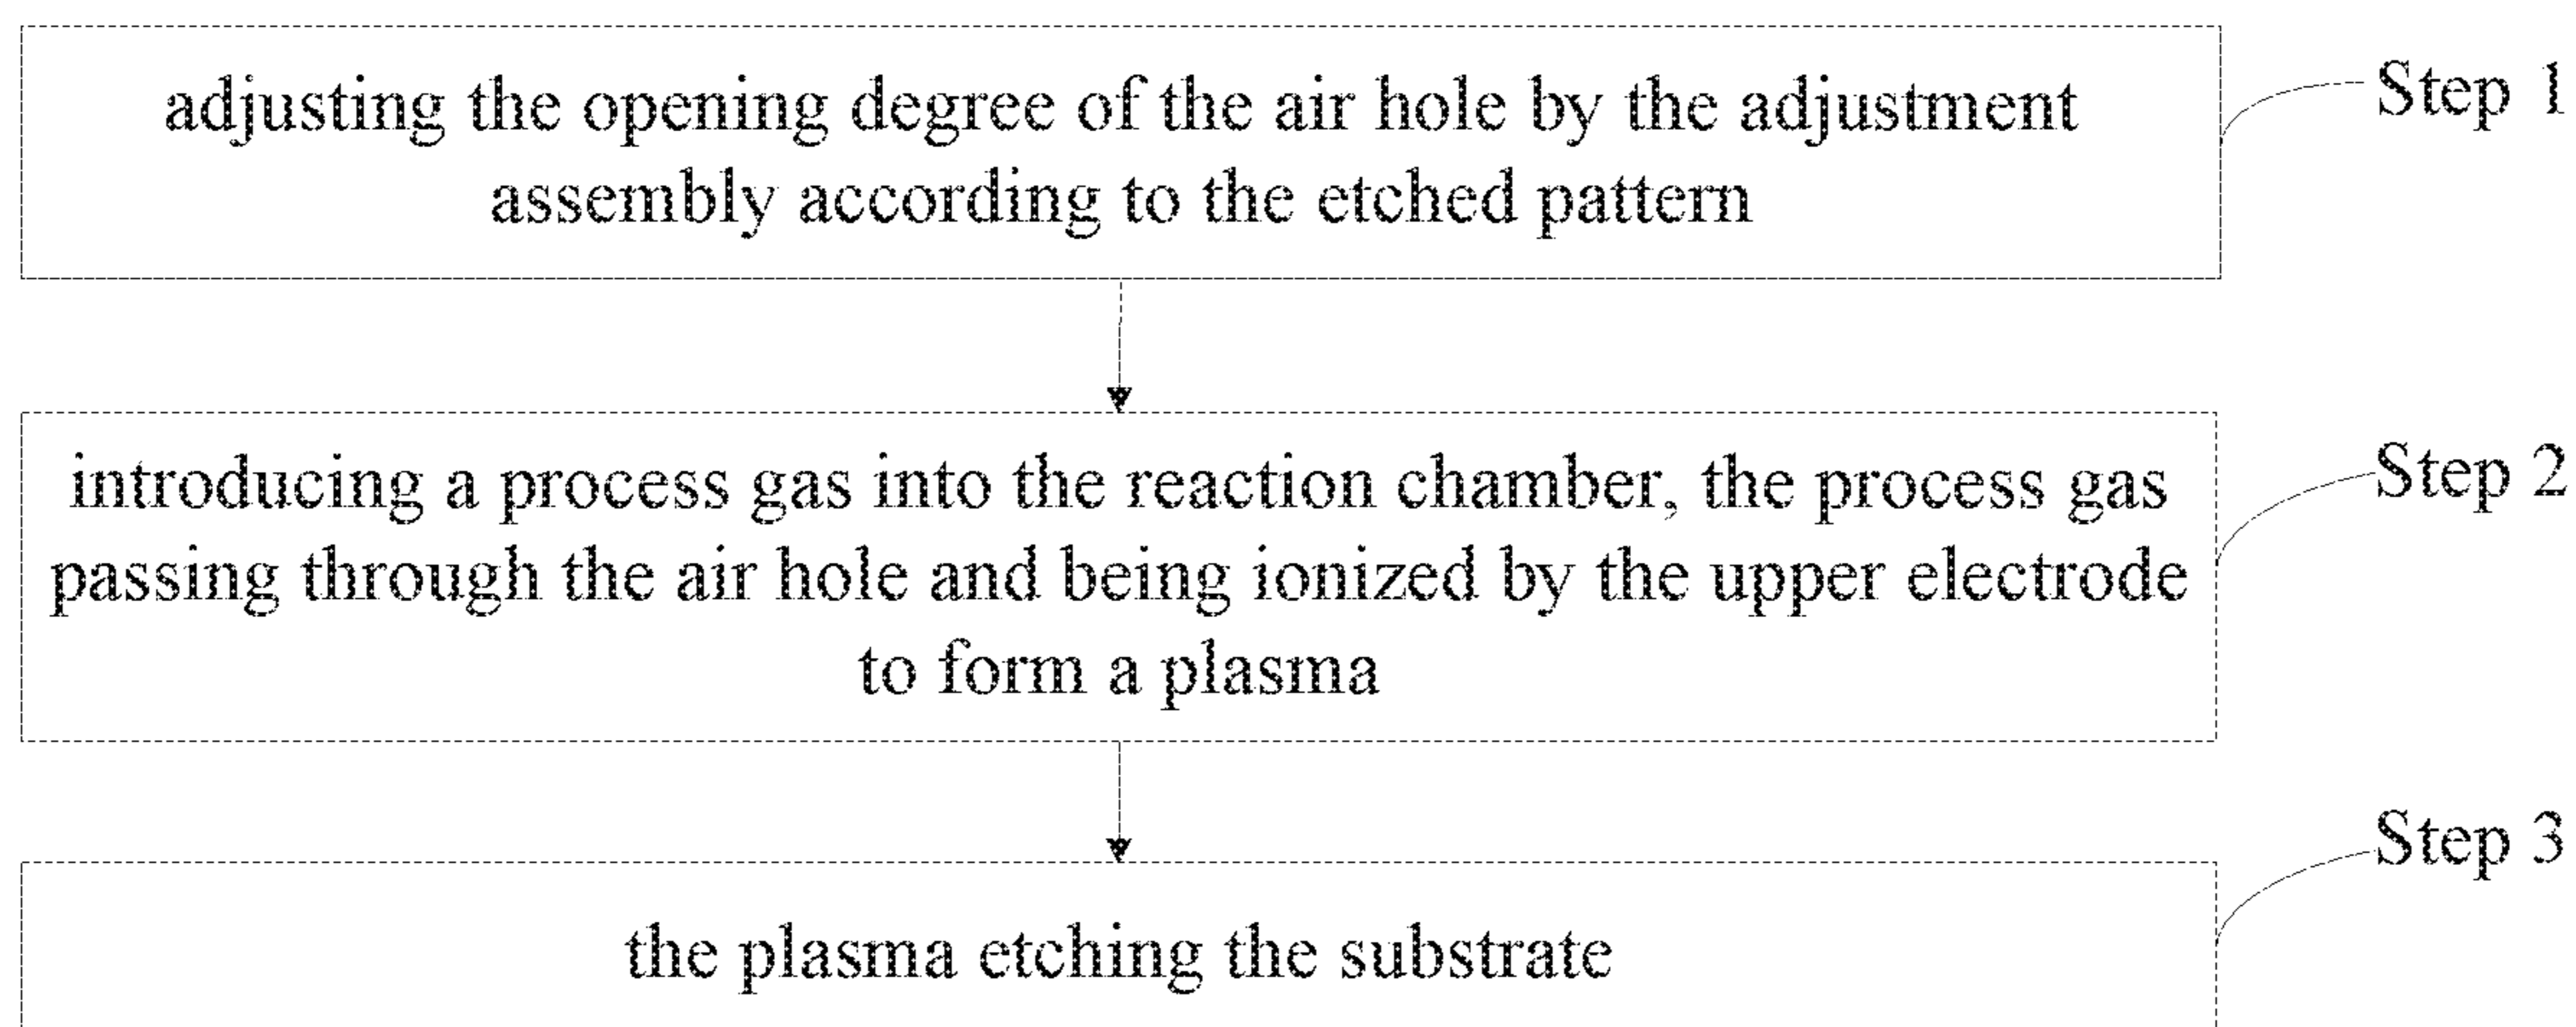 adjusting the opening degree of the air hole by the adjustment
assembly according to the etched pattern
Step 1
introducing a process gas into the reaction chamber, the process gas
passing through the air hole and being ionized by the upper electrode
to form a plasma
Step 2
the plasma etching the substrate
Step 3